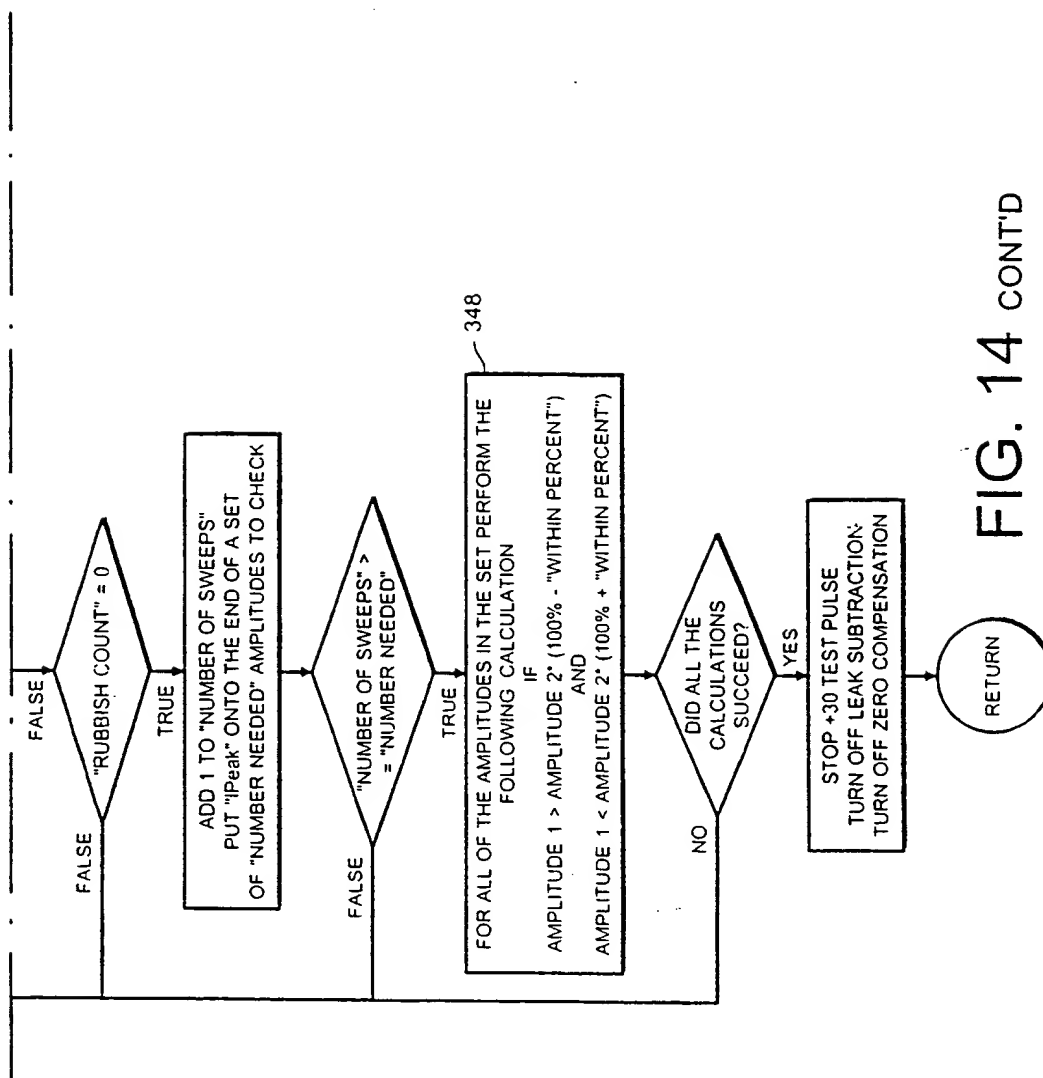 FALSE
"RUBBISH COUNT" = 0
FALSE
TRUE
ADD 1 TO "NUMBER OF SWEEPS"
PUT "IPeak" ONTO THE END OF A SET
OF "NUMBER NEEDED" AMPLITUDES TO CHECK
"NUMBER OF SWEEPS" >
= "NUMBER NEEDED"
FALSE
TRUE
348
FOR ALL OF THE AMPLITUDES IN THE SET PERFORM THE
FOLLOWING CALCULATION
IF
AMPLITUDE 1 > AMPLITUDE 2* (100% - "WITHIN PERCENT")
AND
AMPLITUDE 1 < AMPLITUDE 2* (100% + "WITHIN PERCENT")
DID ALL THE
CALCULATIONS
SUCCEED?
NO
YES
STOP +30 TEST PULSE
TURN OFF LEAK SUBTRACTION
TURN OFF ZERO COMPENSATION
RETURN
FIG. 14 CONT'D